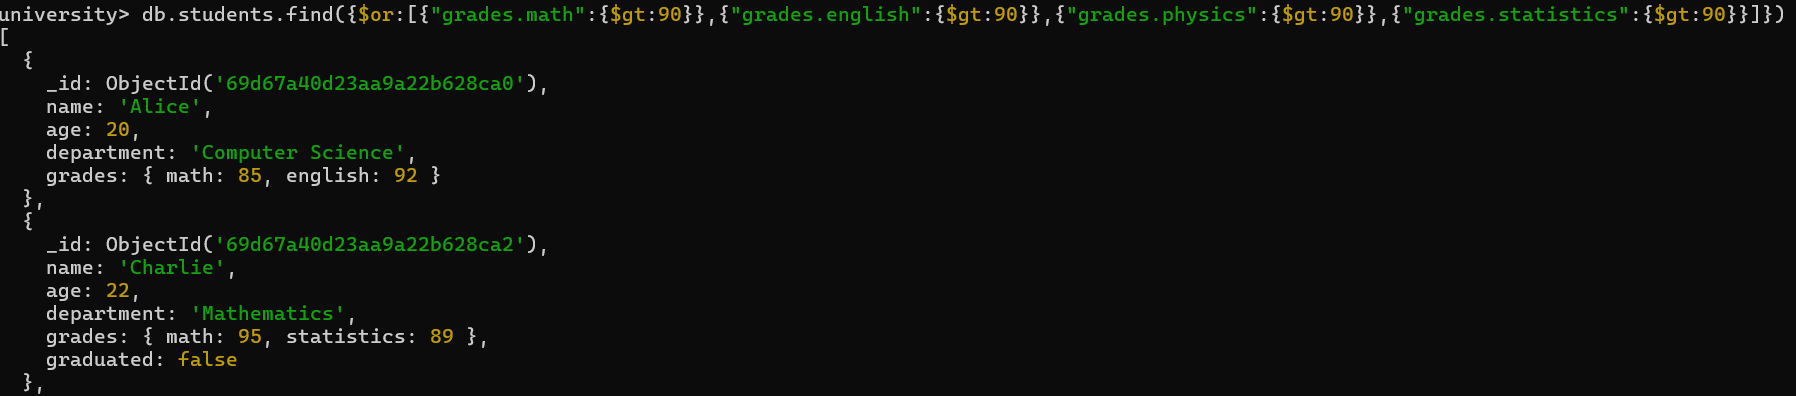 university> db.students.find({$or:[{"grades.math":{$gt:90}},{"grades.english":{$gt:90}},{"grades.physics":{$gt:90}},{"grades.statistics":{$gt:90}}]})
[
  {
    _id: ObjectId('69d67a40d23aa9a22b628ca0'),
    name: 'Alice',
    age: 20,
    department: 'Computer Science',
    grades: { math: 85, english: 92 }
  },
  {
    _id: ObjectId('69d67a40d23aa9a22b628ca2'),
    name: 'Charlie',
    age: 22,
    department: 'Mathematics',
    grades: { math: 95, statistics: 89 },
    graduated: false
  },